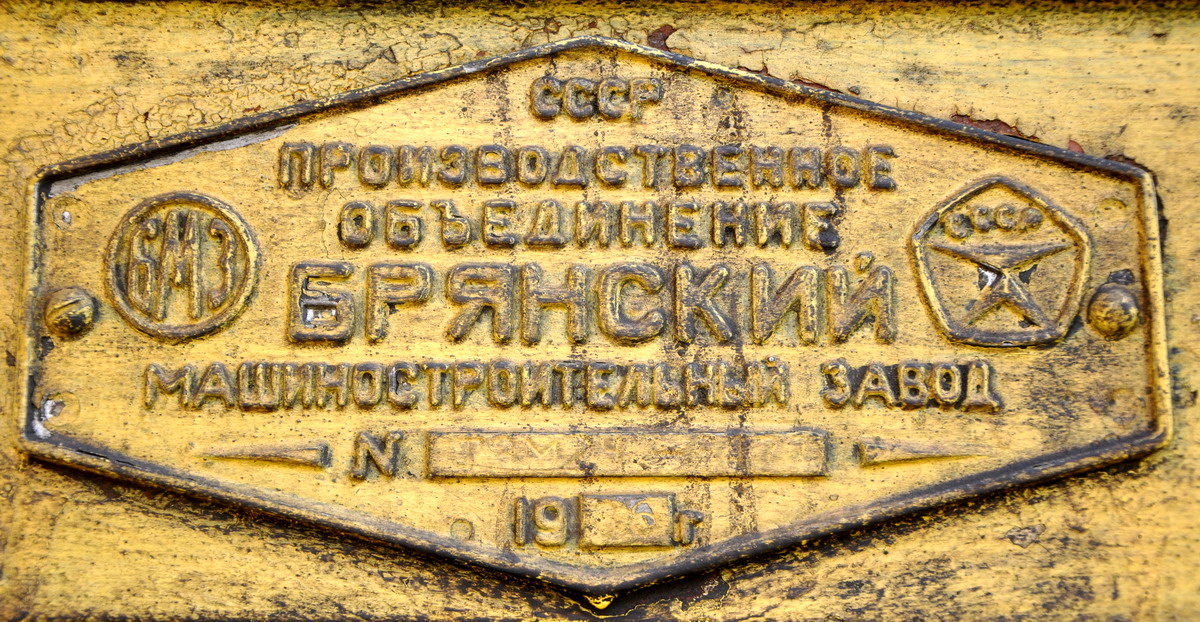 СССР
ПРОИЗВОДСТВЕННОЕ
ОБЪЕДИНЕНИЕ
БМЗ
БРЯНСКИЙ
СССР
МАШИНОСТРОИТЕЛЬНЫЙ ЗАВОД
N
19 г